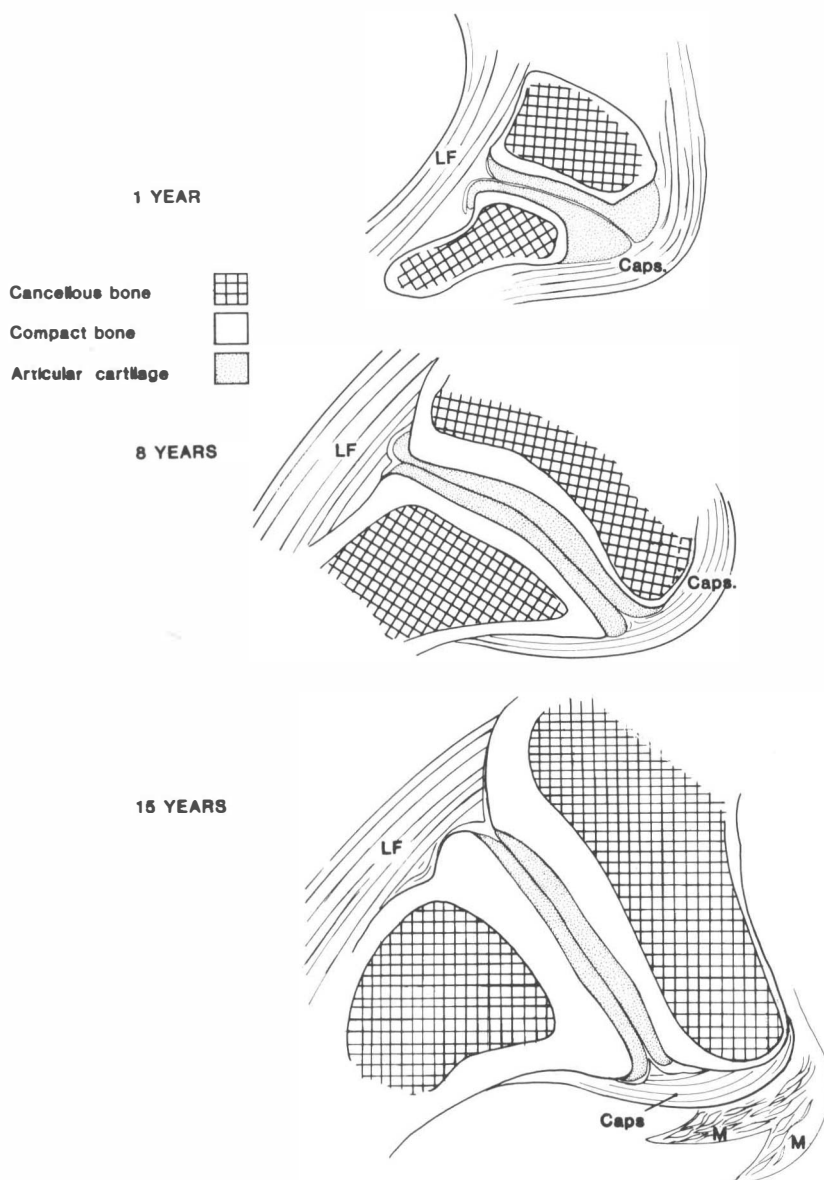 LF
1 YEAR
Caps.
Cancellous bone
Compact bone
Articular cartilage
8 YEARS
LF
Caps.
15 YEARS
LF
Caps
M
M